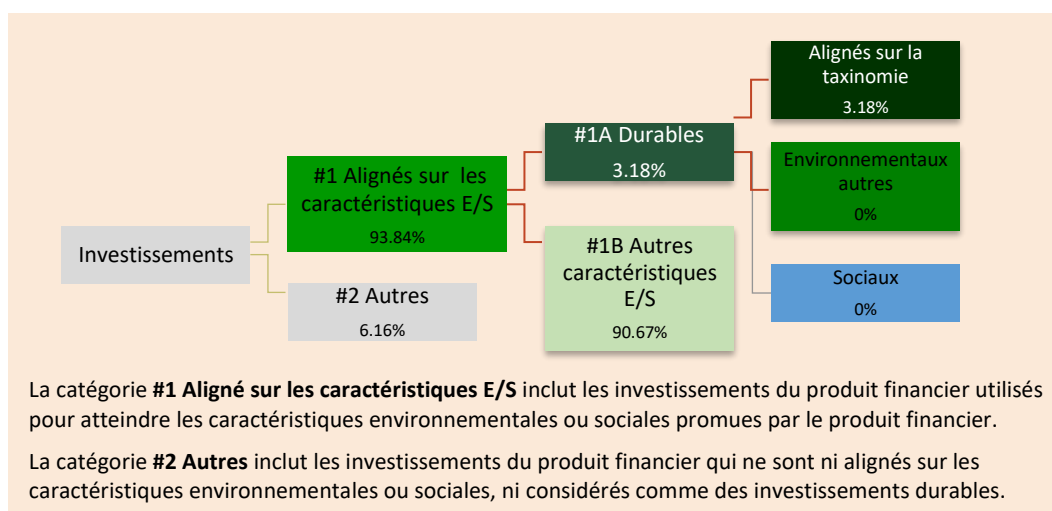 Investissements
#1 Alignés sur les
caractéristiques E/S
93.84%
#2 Autres
6.16%
#1A Durables
3.18%
#1B Autres
caractéristiques
E/S
90.67%
Alignés sur la
taxinomie
3.18%
Environnementaux
autres
0%
Sociaux
0%
La catégorie #1 Aligné sur les caractéristiques E/S inclut les investissements du produit financier utilisés
pour atteindre les caractéristiques environnementales ou sociales promues par le produit financier.
La catégorie #2 Autres inclut les investissements du produit financier qui ne sont ni alignés sur les
caractéristiques environnementales ou sociales, ni considérés comme des investissements durables.